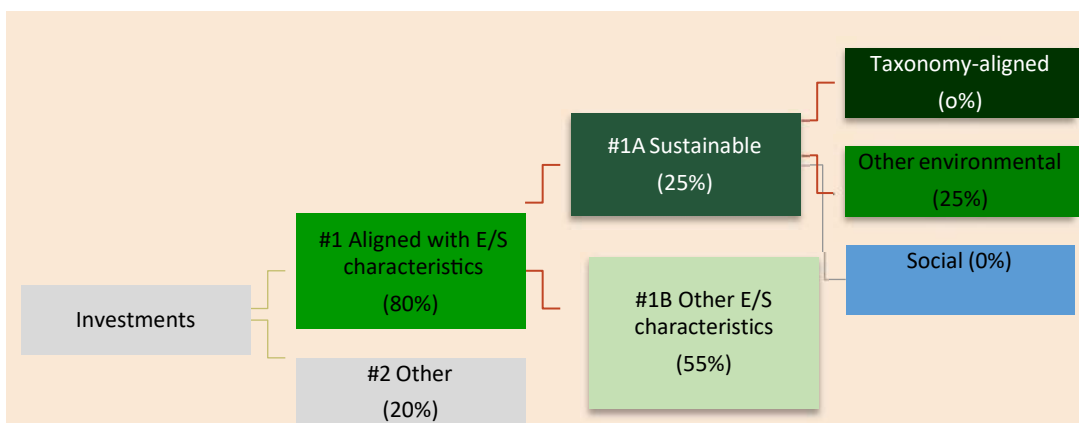 Investments
#1 Aligned with E/S
characteristics
(80%)
#2 Other
(20%)
#1A Sustainable
(25%)
#1B Other E/S
characteristics
(55%)
Taxonomy-aligned
(o%)
Other environmental
(25%)
Social (0%)